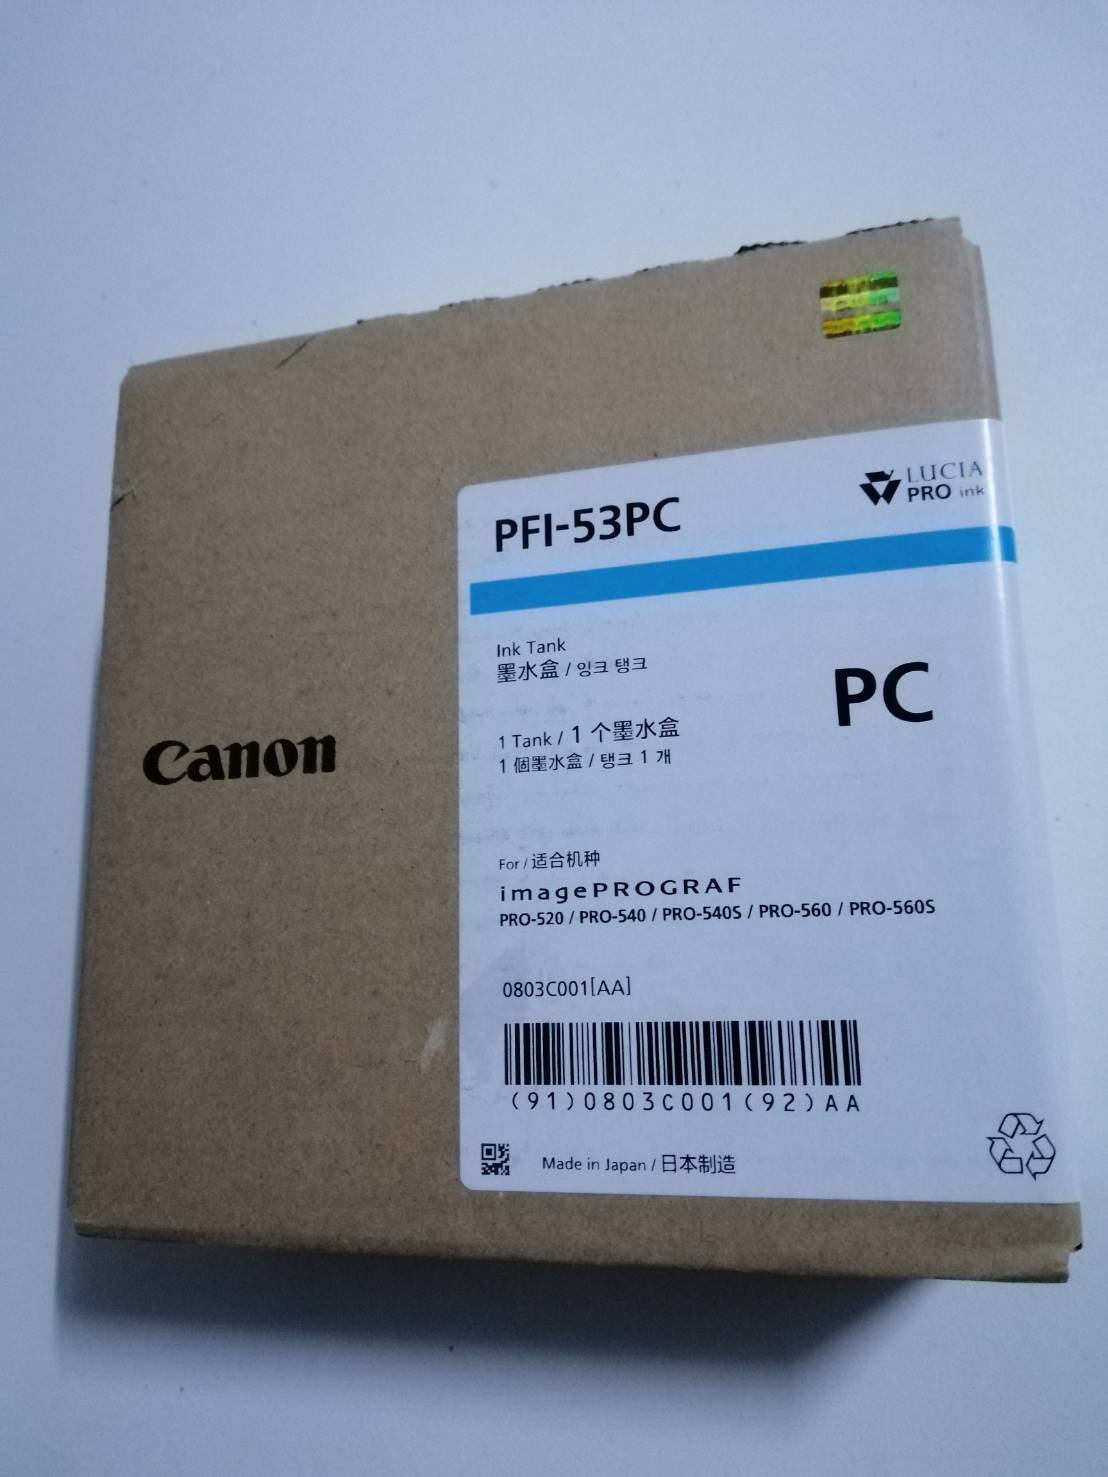 LUCIA
PRO ink
PFI-53PC
Ink Tank
墨水盒 / 잉크 탱크
PC
1 Tank / 1 个墨水盒
1 個墨水盒 / 탱크 1 개
Canon
For / 适合机种
imagePROGRAF
PRO-520 / PRO-540 / PRO-540S / PRO-560 / PRO-560S
0803C001[AA]
(91)0803C001(92)AA
Made in Japan / 日本制造